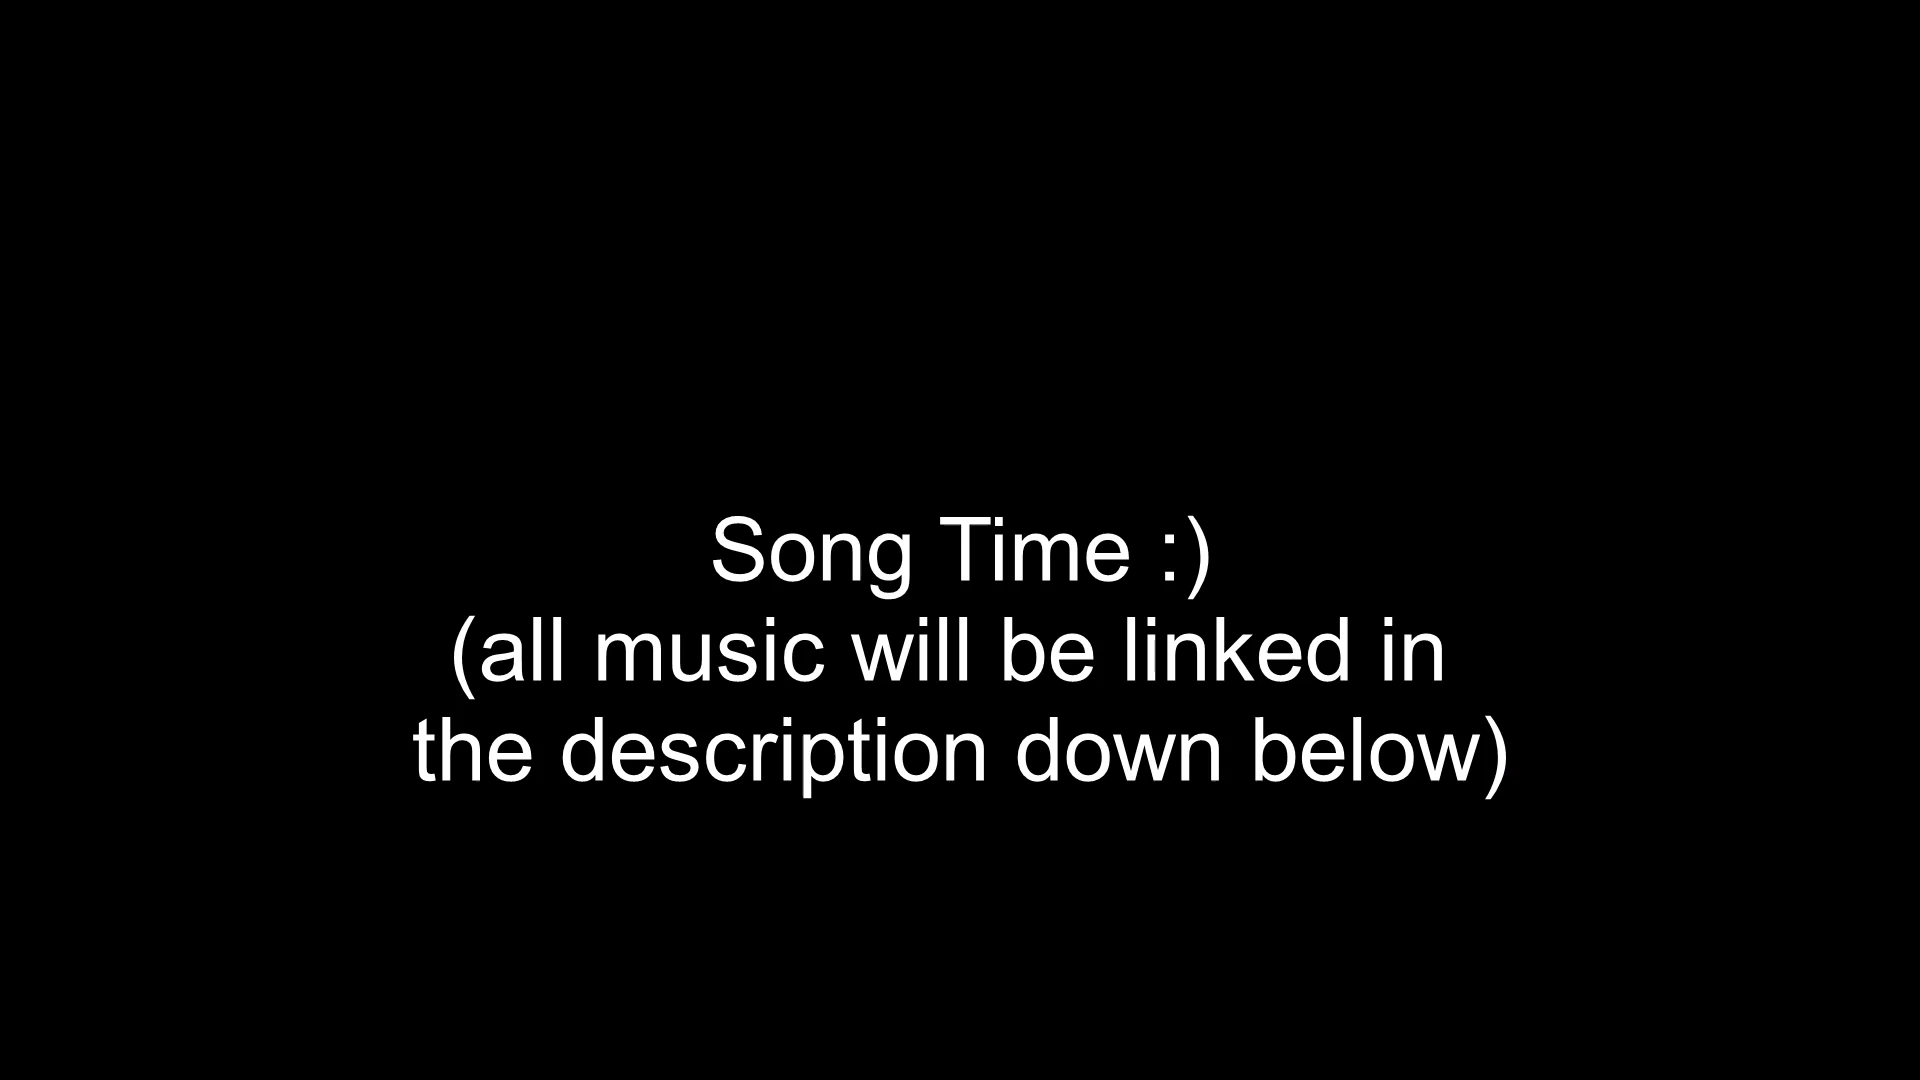 Song Time :)
(all music will be linked in
the description down below)